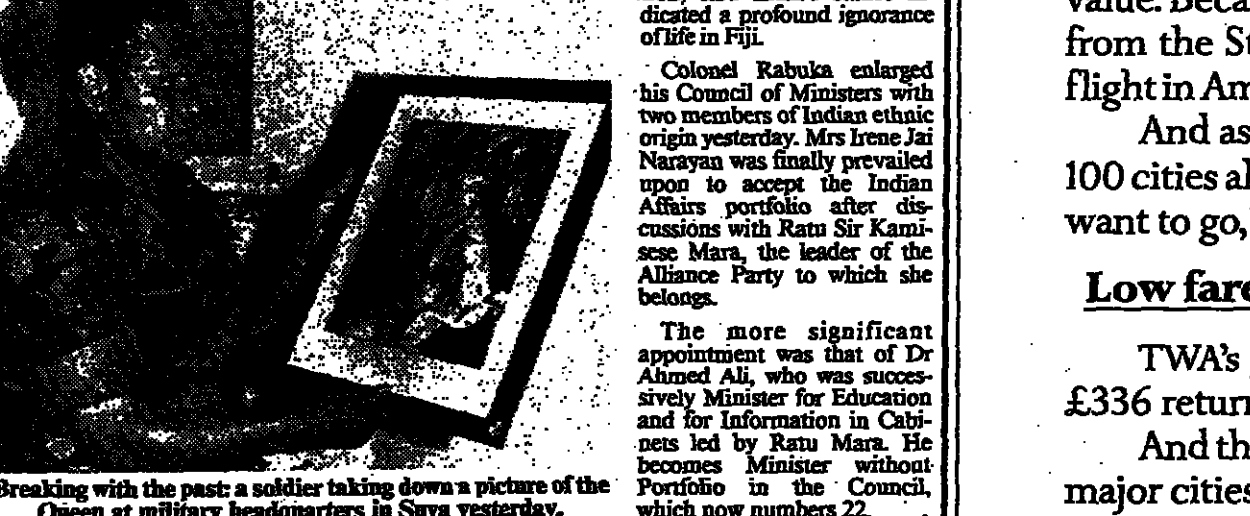 dicated a profound ignorance
of life in Fiji.
Colonel Rabuka enlarged
his Council of Ministers with
two members of Indian ethnic
origin yesterday. Mrs Irene Jai
Narayan was finally prevailed
upon to accept the Indian
Affairs portfolio after dis-
cussions with Ratu Sir Kami-
sese Mara, the leader of the
Alliance Party to which she
belongs.
The more significant
appointment was that of Dr
Ahmed Ali, who was succes-
sively Minister for Education
and for Information in Cabi-
nets led by Ratu Mara. He
becomes Minister without
Portfolio in the Council,
which now numbers 22.
Breaking with the past: a soldier taking down a picture of the
Queen at military headquarters in Suva yesterday.
value. Beca
from the St
flight in Am
And as
100 cities al
want to go,
Low fare
TWA's
£336 return
And th
major cities